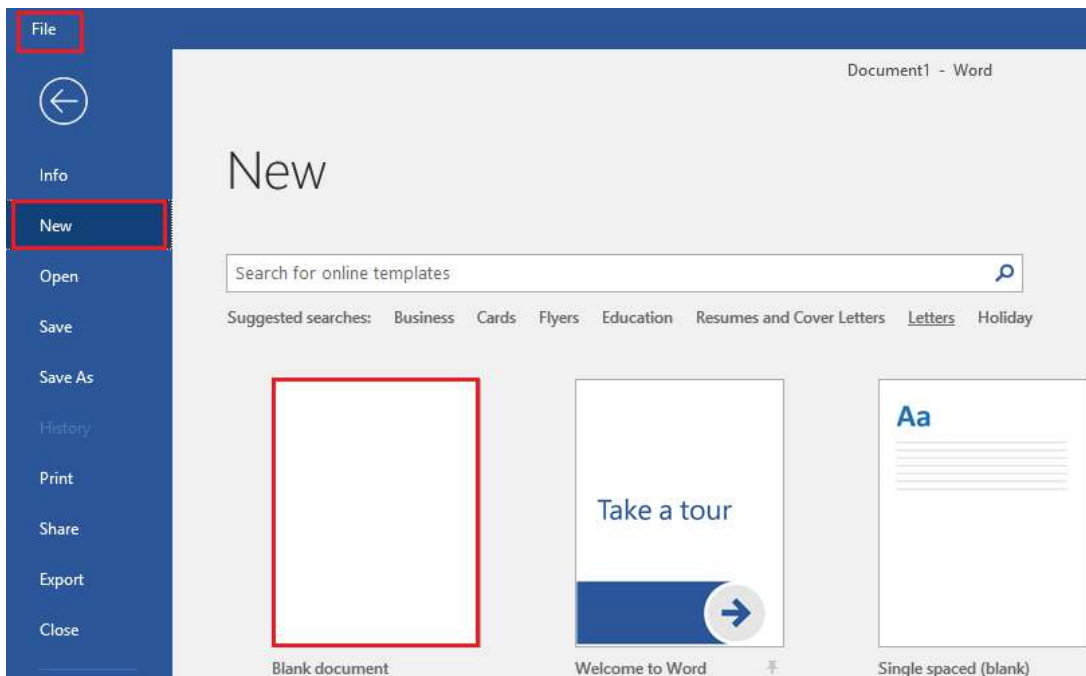 File
Document1 - Word
Info
New
Open
Save
Save As
History
Print
Share
Export
Close
New
Search for online templates
Suggested searches: Business Cards Flyers Education Resumes and Cover Letters Letters Holiday
Aa
Take a tour
Blank document
Welcome to Word
Single spaced (blank)